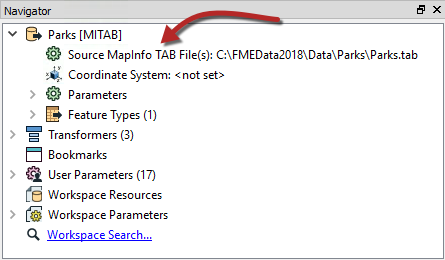 Navigator
Parks [MITAB]
Source MapInfo TAB File(s): C:\FMEData2018\Data\Parks\Parks.tab
Coordinate System: <not set>
Parameters
Feature Types (1)
Transformers (3)
Bookmarks
User Parameters (17)
Workspace Resources
Workspace Parameters
Workspace Search...